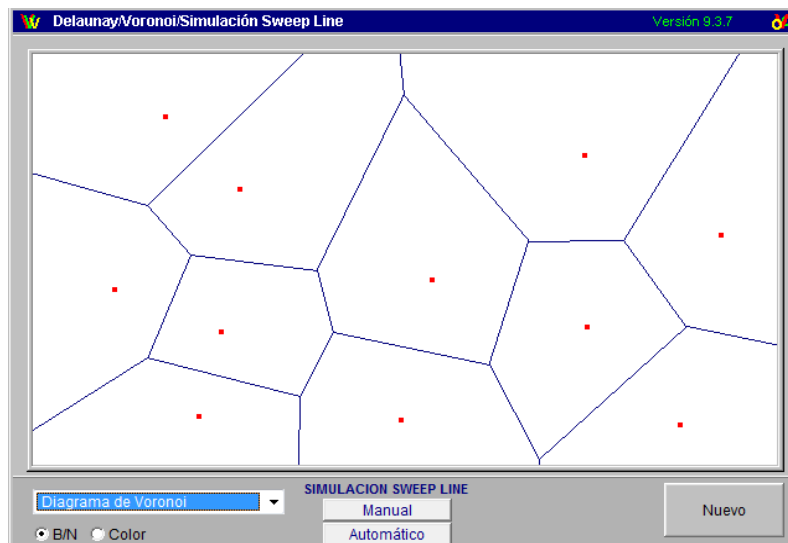 Delaunay/Voronoi/Simulación Sweep Line Versión 9.3.7
SIMULACION SWEEP LINE
Diagrama de Voronoi
Manual
Nuevo
B/N Color
Automático